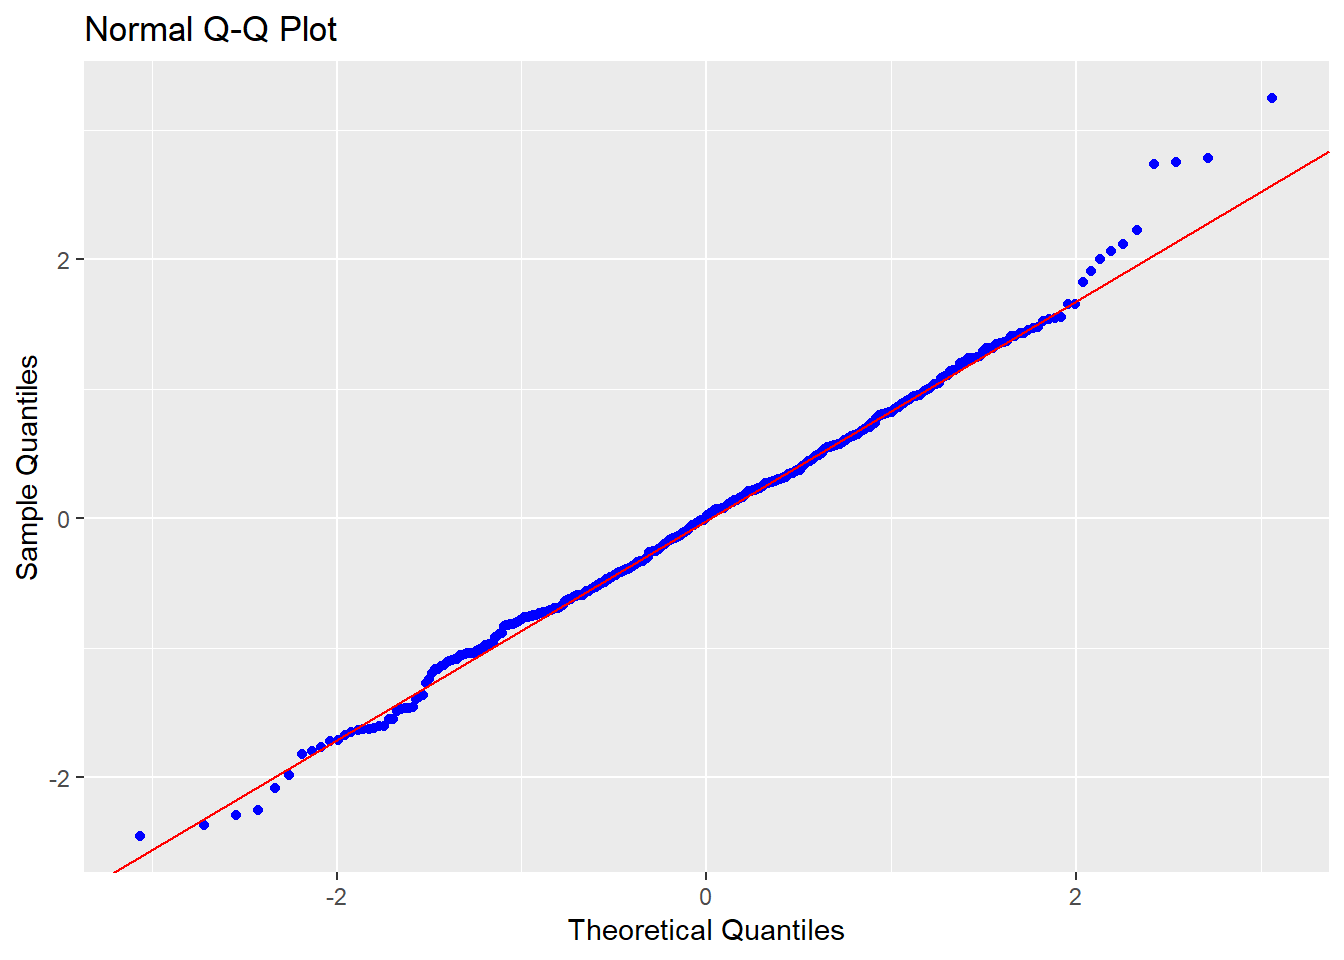 Normal Q-Q Plot
Sample Quantiles
2
0
-2
-2 0 2
Theoretical Quantiles